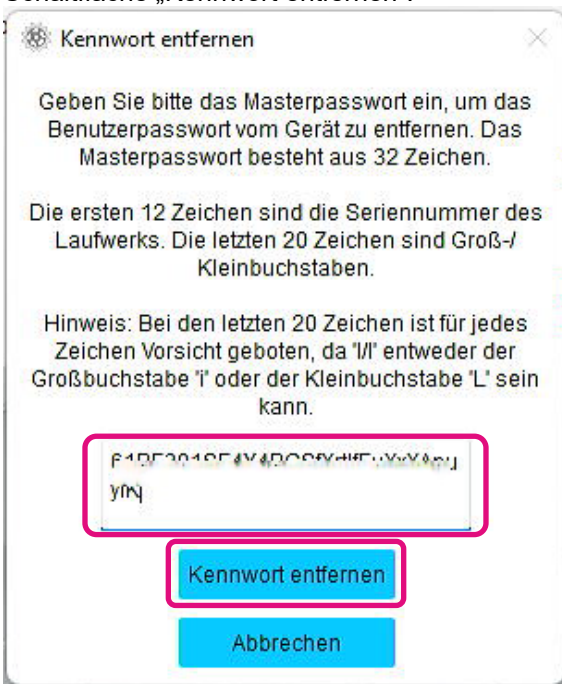 Schaltfläche „Kennwort entfernen“.
Kennwort entfernen
Geben Sie bitte das Masterpasswort ein, um das
Benutzerpasswort vom Gerät zu entfernen. Das
Masterpasswort besteht aus 32 Zeichen.
Die ersten 12 Zeichen sind die Seriennummer des
Laufwerks. Die letzten 20 Zeichen sind Groß-/
Kleinbuchstaben.
Hinweis: Bei den letzten 20 Zeichen ist für jedes
Zeichen Vorsicht geboten, da 'I/l' entweder der
Großbuchstabe 'i' oder der Kleinbuchstabe 'L' sein
kann.
Kennwort entfernen
Abbrechen